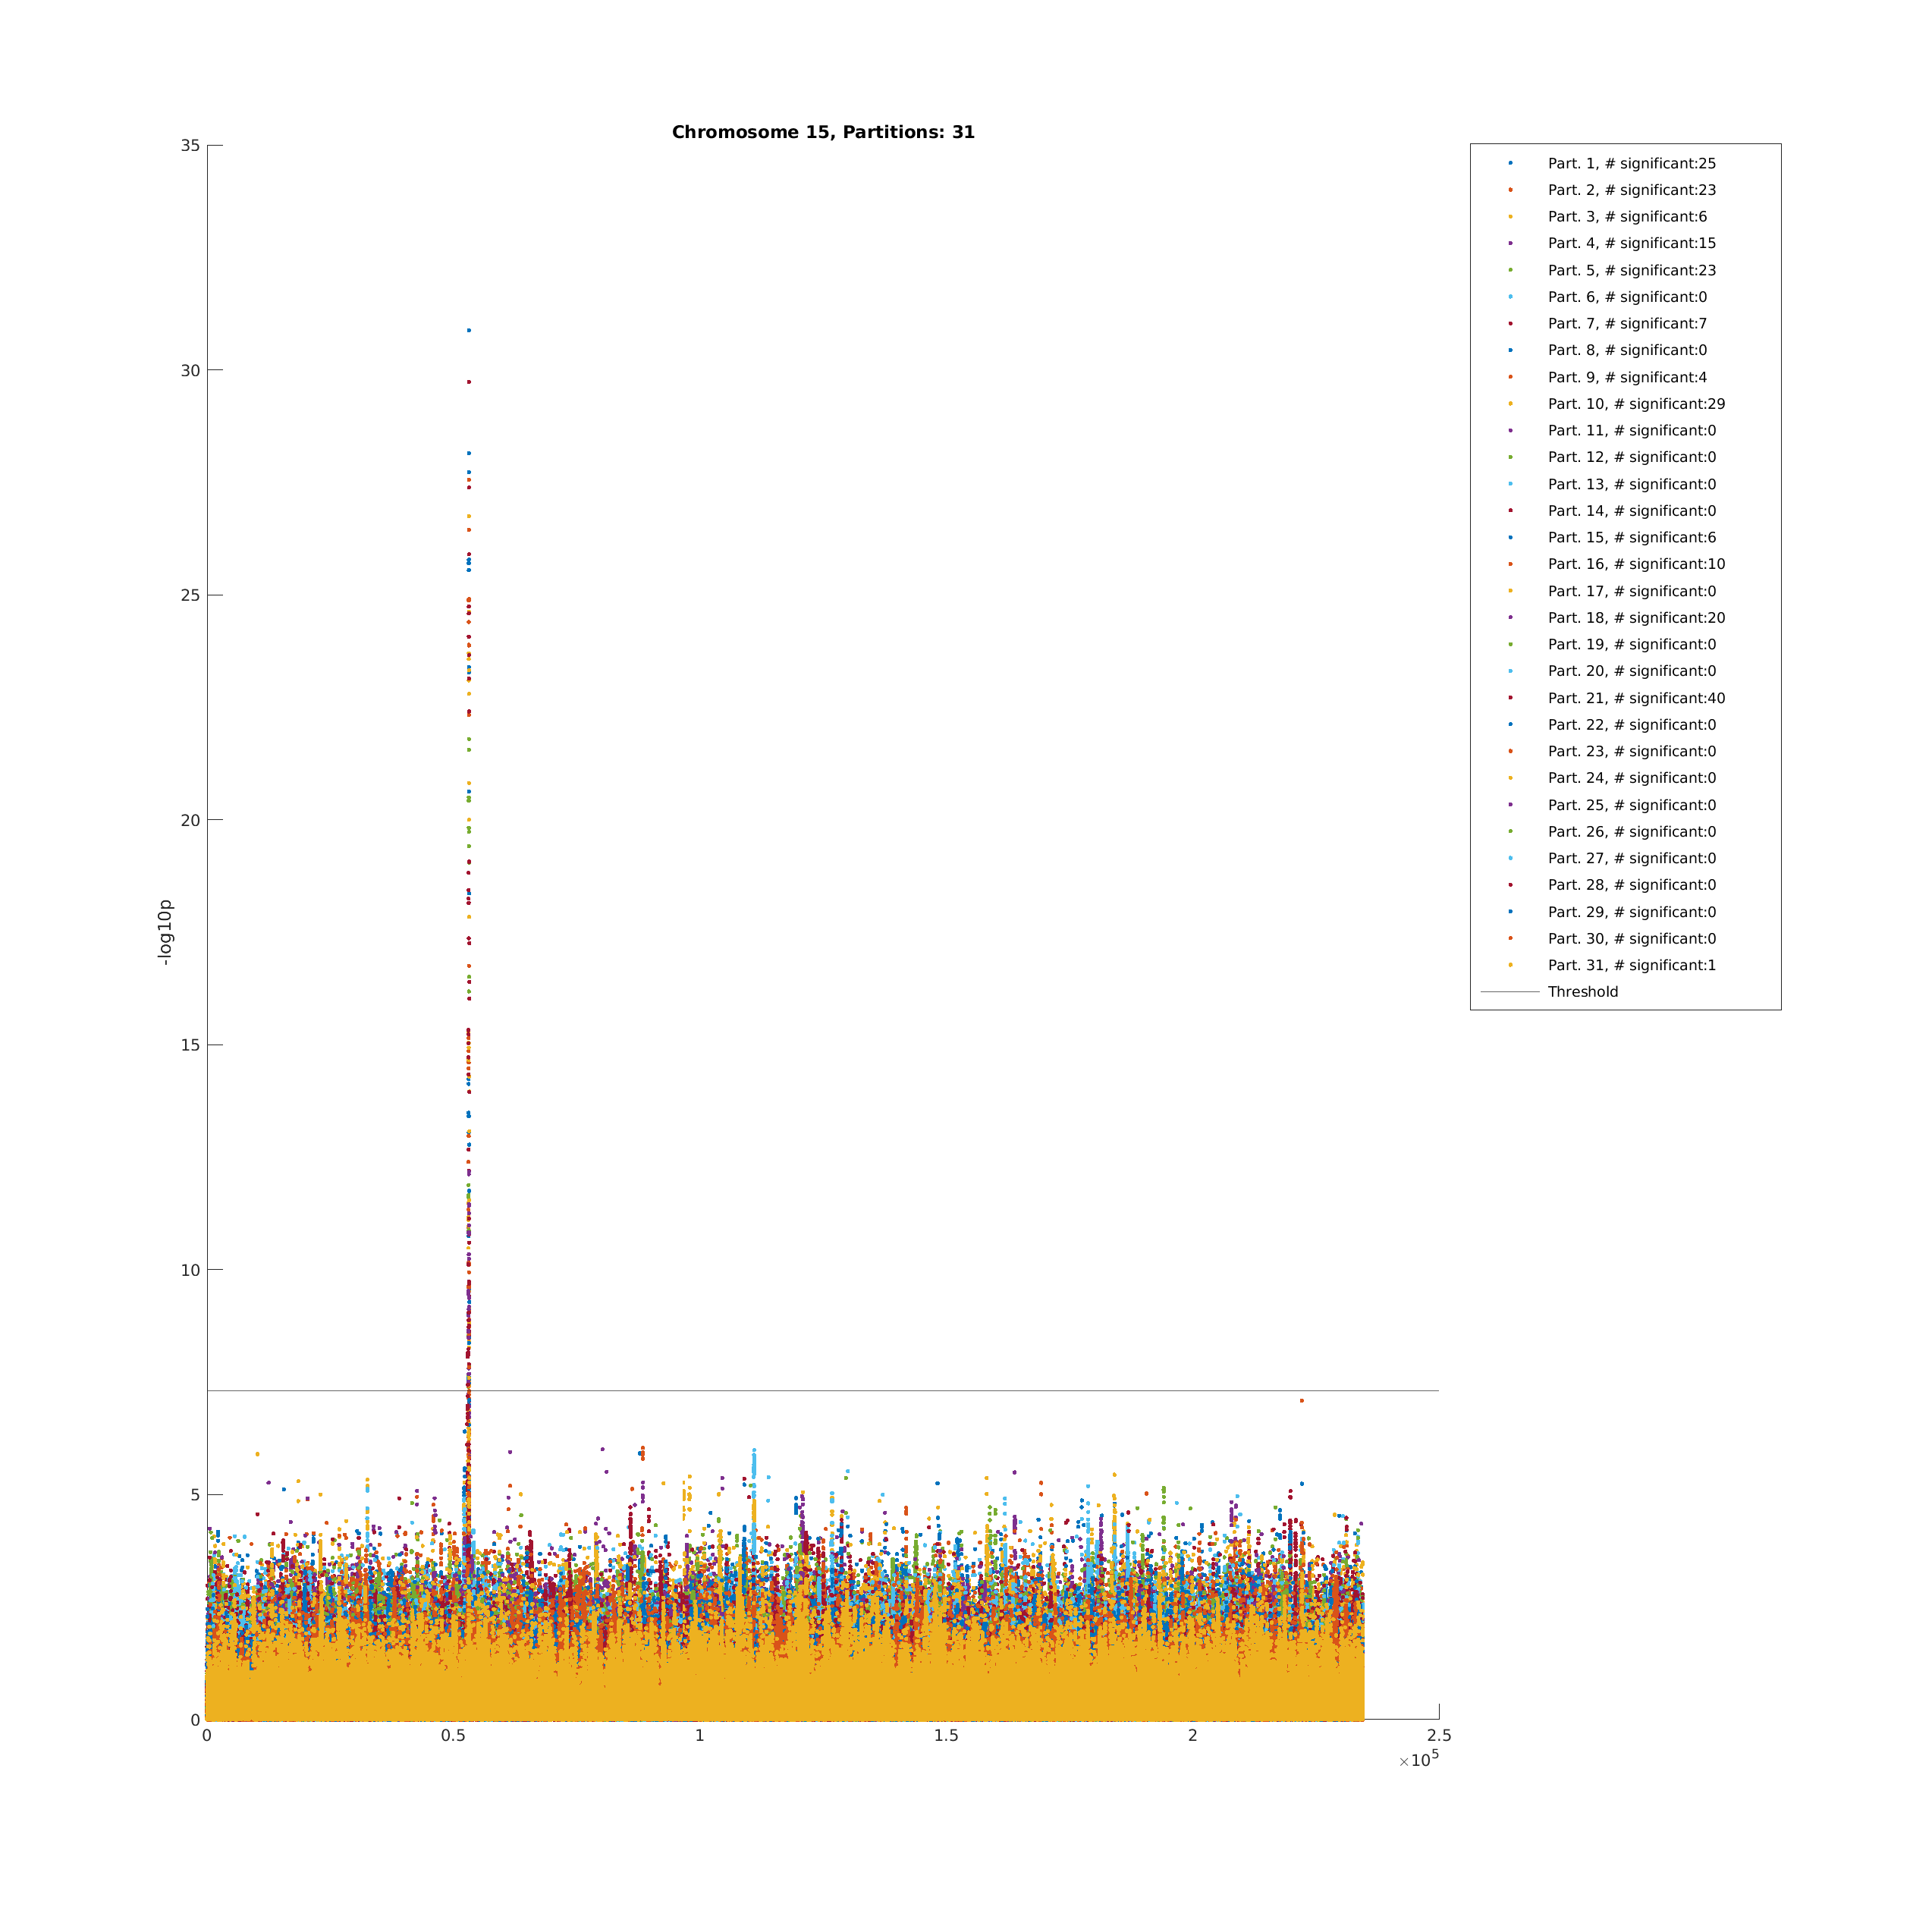 Chromosome 15, Partitions: 31
35
30
25
20
15
10
5
0
-log10p
0 0.5 1 1.5 2 2.5
×10^5
Part. 1, # significant:25
Part. 2, # significant:23
Part. 3, # significant:6
Part. 4, # significant:15
Part. 5, # significant:23
Part. 6, # significant:0
Part. 7, # significant:7
Part. 8, # significant:0
Part. 9, # significant:4
Part. 10, # significant:29
Part. 11, # significant:0
Part. 12, # significant:0
Part. 13, # significant:0
Part. 14, # significant:0
Part. 15, # significant:6
Part. 16, # significant:10
Part. 17, # significant:0
Part. 18, # significant:20
Part. 19, # significant:0
Part. 20, # significant:0
Part. 21, # significant:40
Part. 22, # significant:0
Part. 23, # significant:0
Part. 24, # significant:0
Part. 25, # significant:0
Part. 26, # significant:0
Part. 27, # significant:0
Part. 28, # significant:0
Part. 29, # significant:0
Part. 30, # significant:0
Part. 31, # significant:1
Threshold